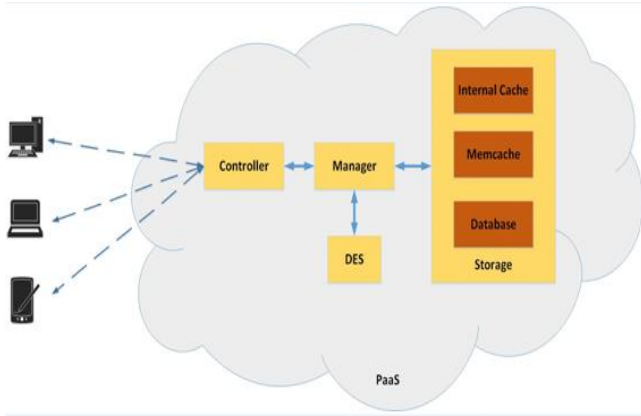 Internal Cache
Controller
Manager
Memcache
Database
DES
Storage
PaaS